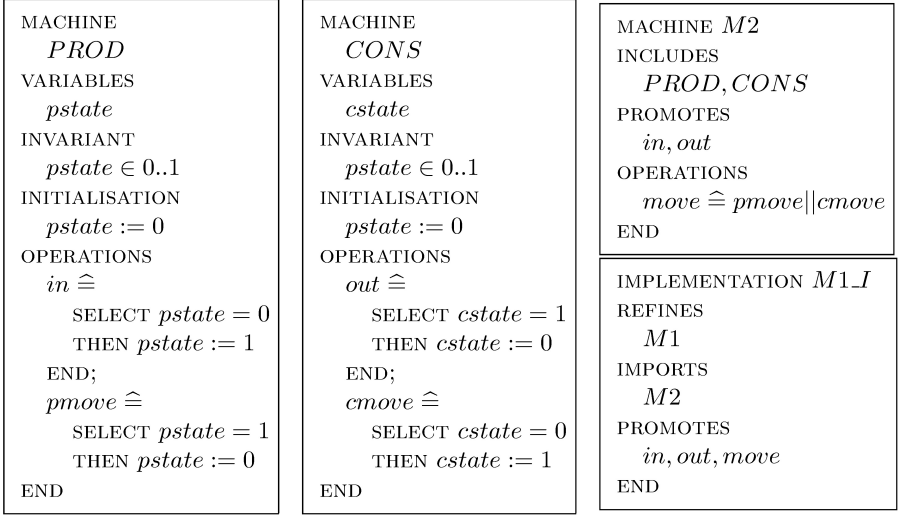 MACHINE
PROD
VARIABLES
pstate
INVARIANT
pstate ∈ 0..1
INITIALISATION
pstate := 0
OPERATIONS
in ≙
SELECT pstate = 0
THEN pstate := 1
END;
pmove ≙
SELECT pstate = 1
THEN pstate := 0
END
MACHINE
CONS
VARIABLES
cstate
INVARIANT
pstate ∈ 0..1
INITIALISATION
pstate := 0
OPERATIONS
out ≙
SELECT cstate = 1
THEN cstate := 0
END;
cmove ≙
SELECT cstate = 0
THEN cstate := 1
END
MACHINE M2
INCLUDES
PROD, CONS
PROMOTES
in, out
OPERATIONS
move ≙ pmove||cmove
END
IMPLEMENTATION M1_I
REFINES
M1
IMPORTS
M2
PROMOTES
in, out, move
END